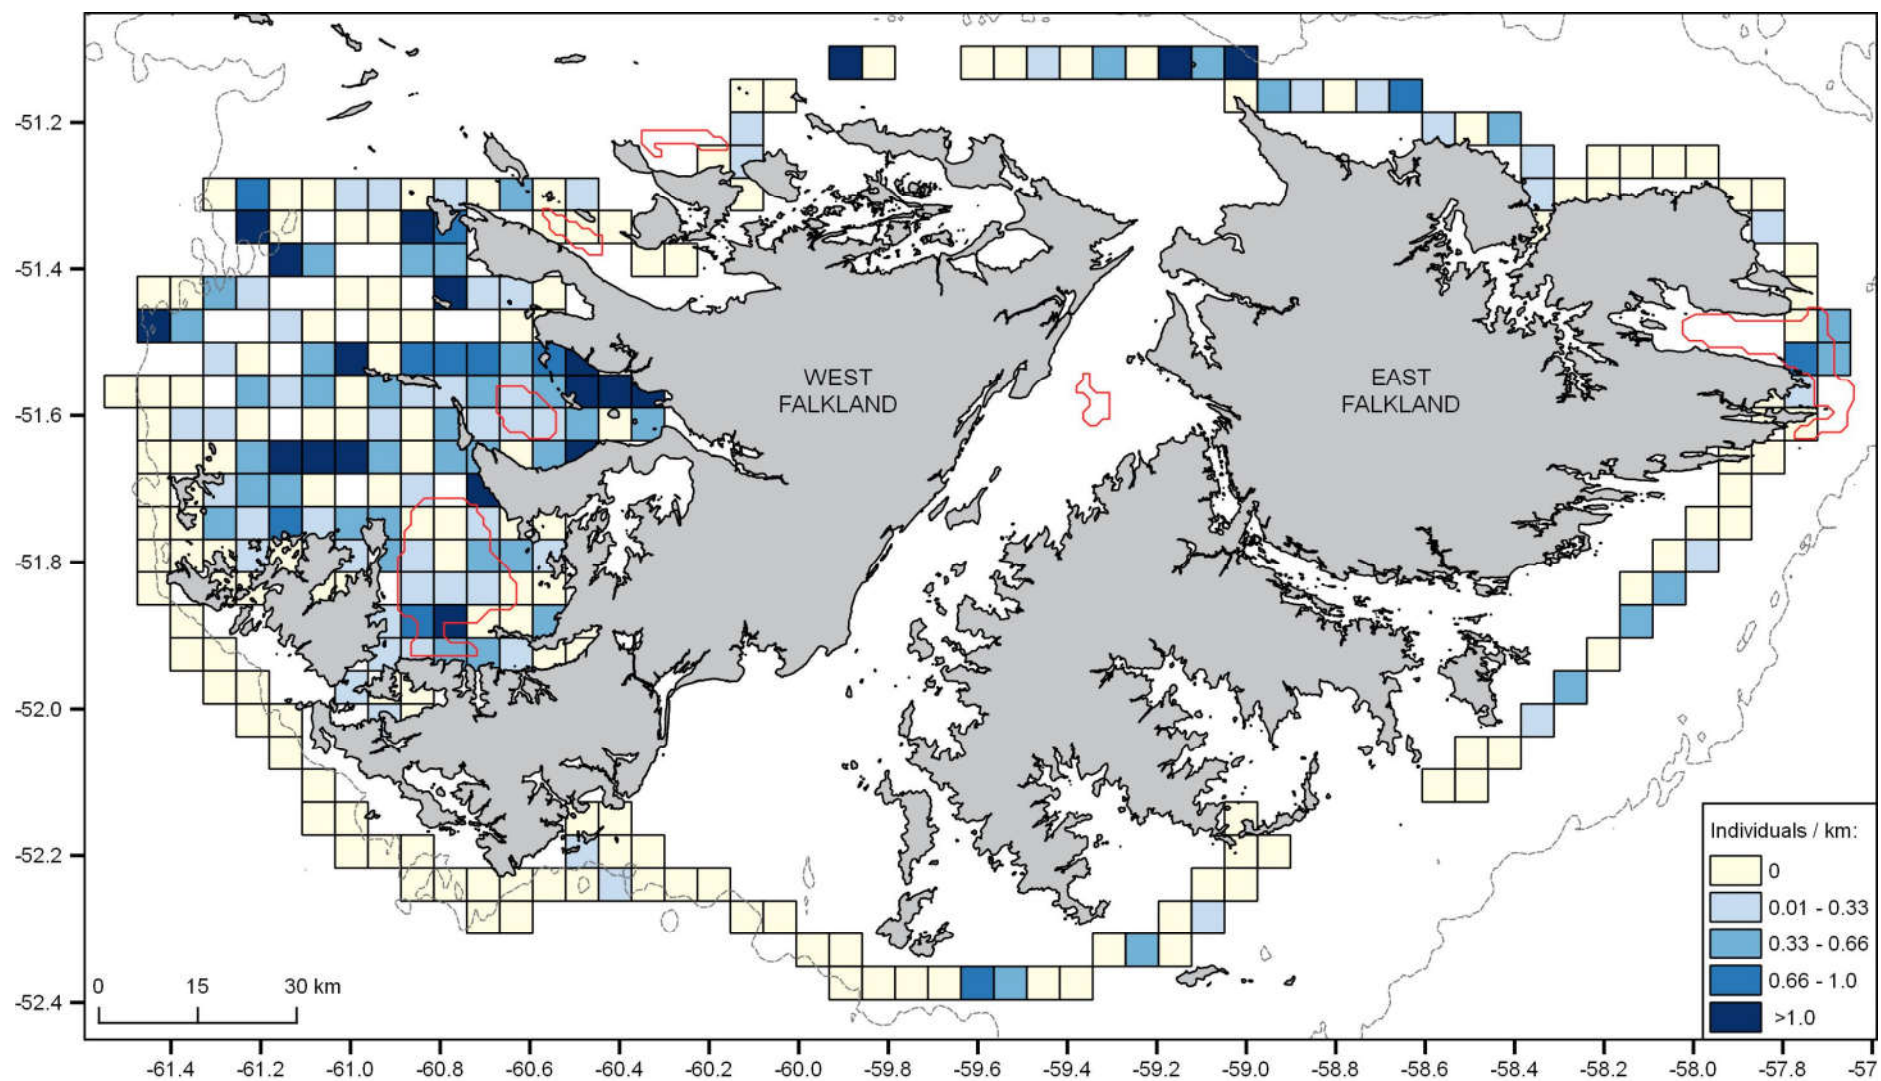 -51.2
-51.4
-51.6
-51.8
-52.0
-52.2
-52.4
WEST
FALKLAND
EAST
FALKLAND
0 15 30 km
Individuals / km:
0
0.01 - 0.33
0.33 - 0.66
0.66 - 1.0
>1.0
-61.4 -61.2 -61.0 -60.8 -60.6 -60.4 -60.2 -60.0 -59.8 -59.6 -59.4 -59.2 -59.0 -58.8 -58.6 -58.4 -58.2 -58.0 -57.8 -57